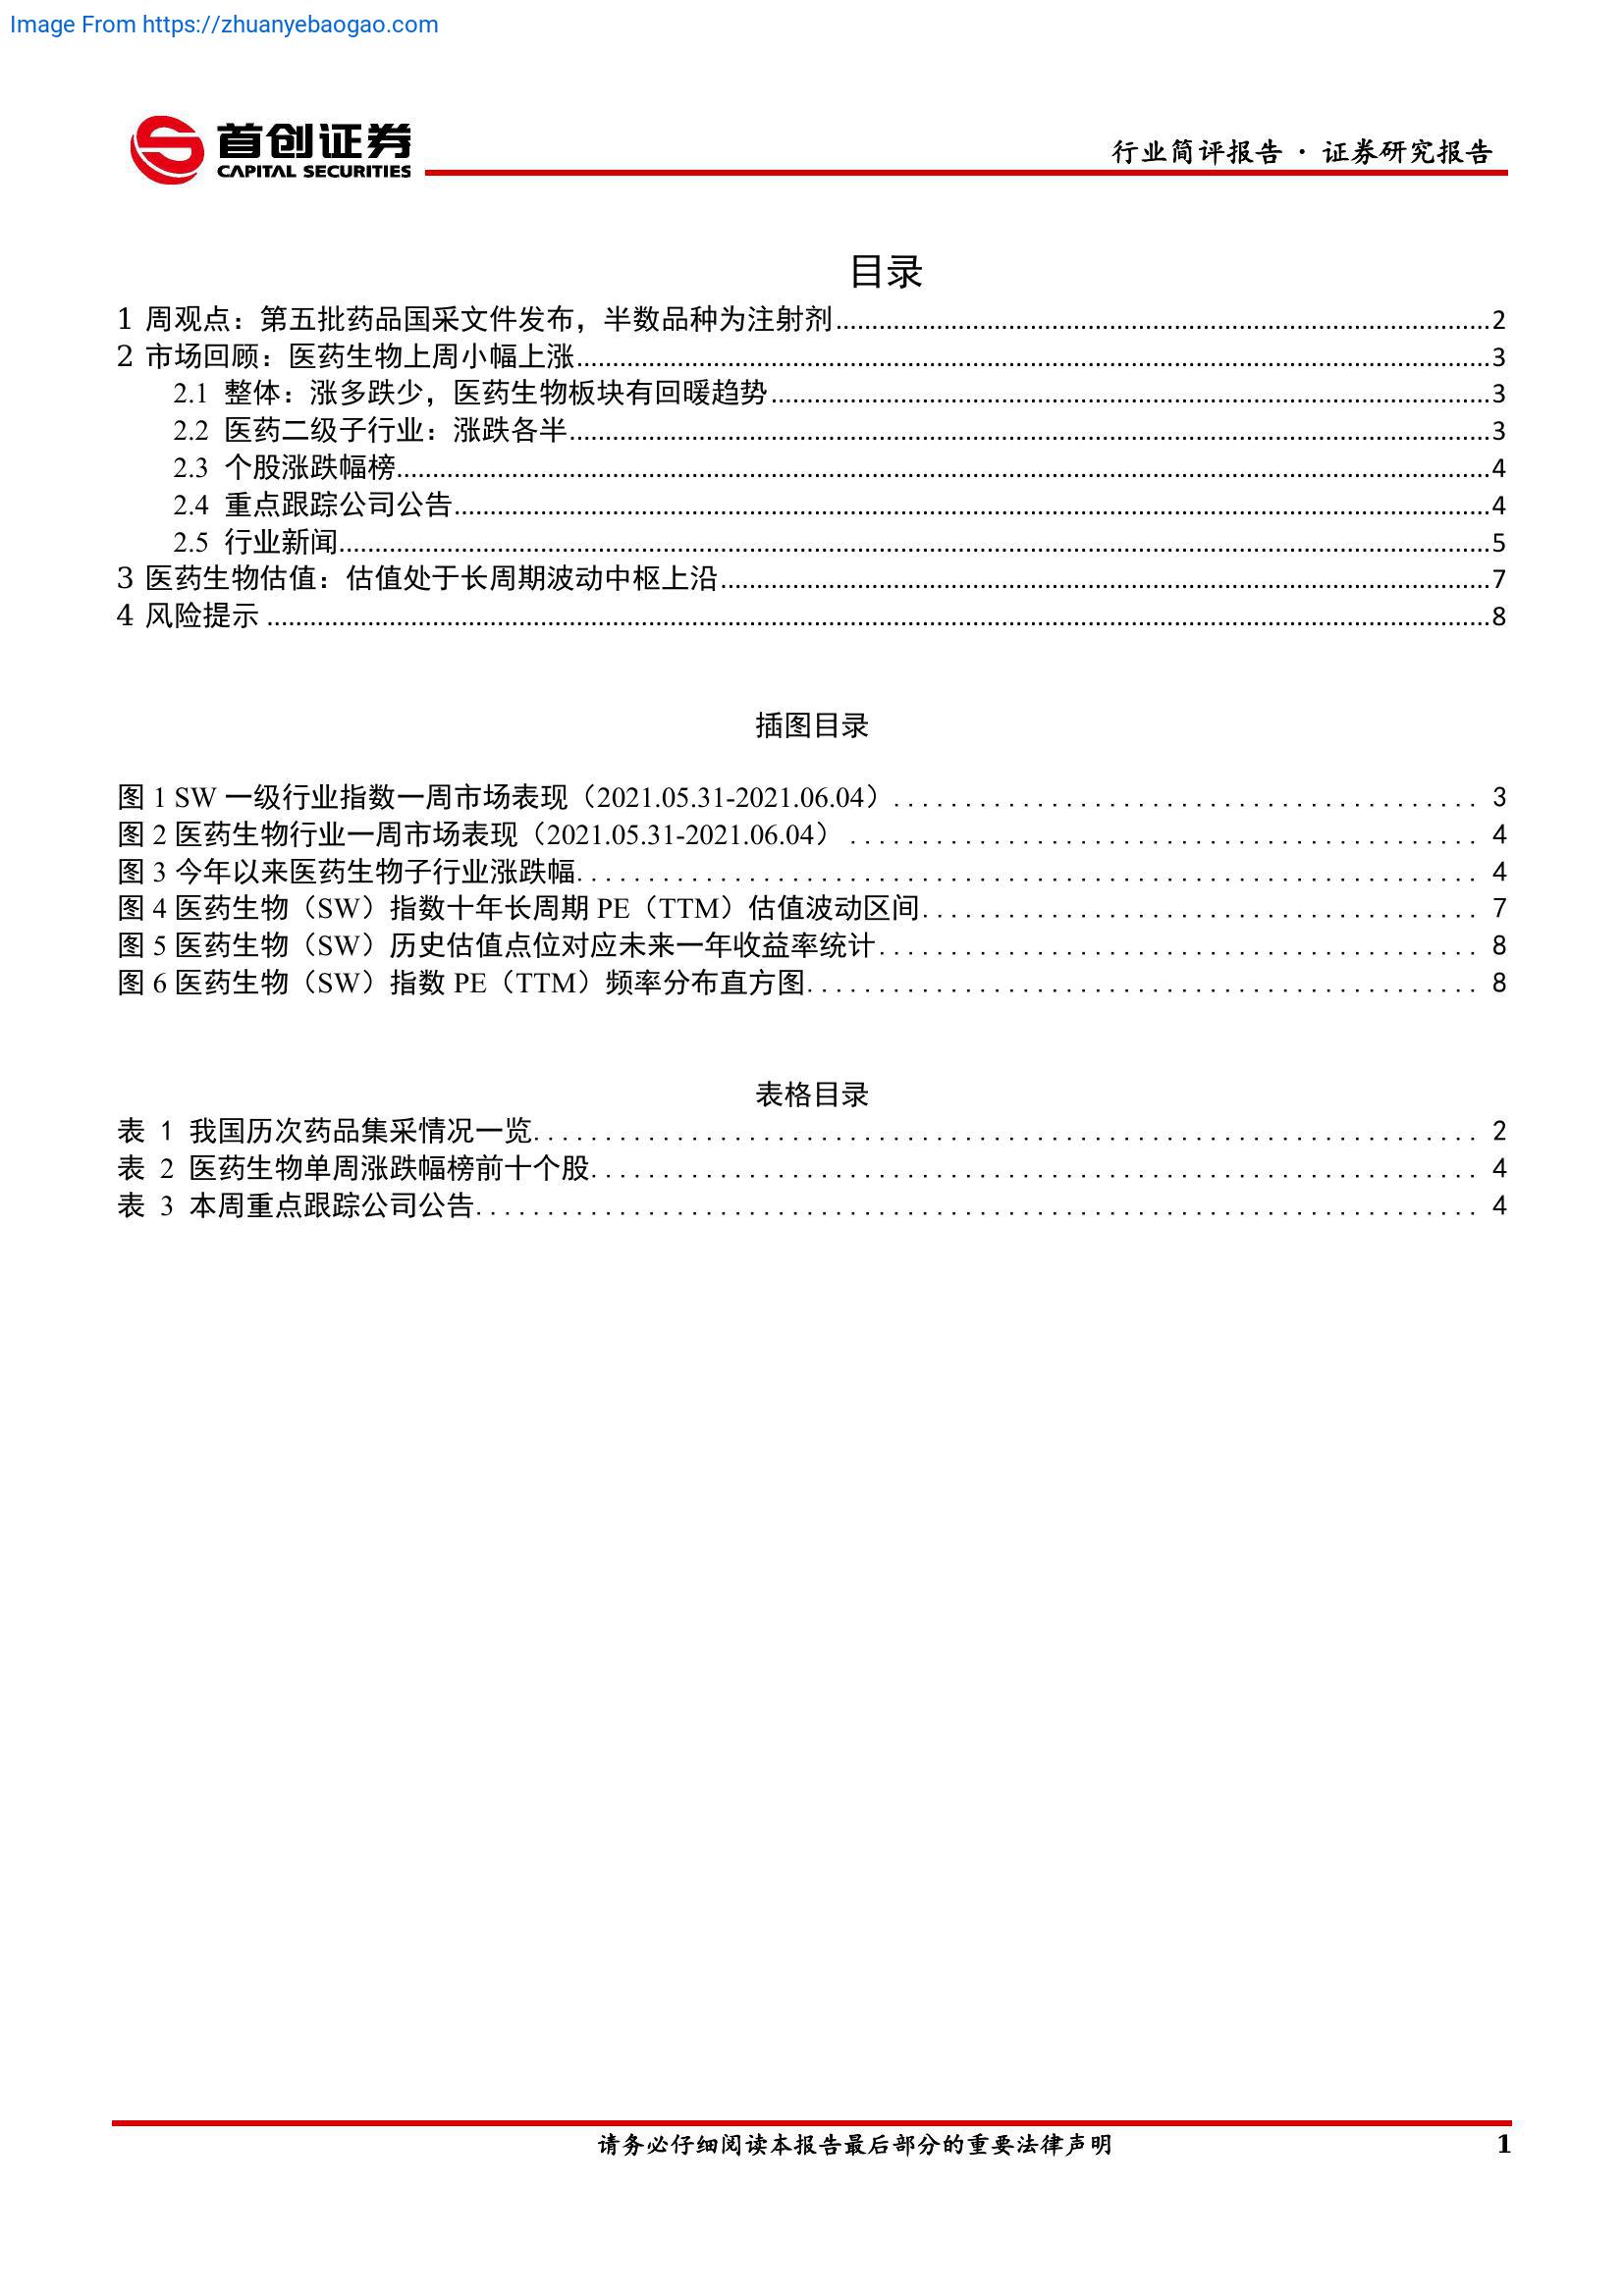 Image From https://zhuanyebaogao.com
首创证券
CAPITAL SECURITIES
行业简评报告 · 证券研究报告
目录
1 周观点：第五批药品国采文件发布，半数品种为注射剂........................2
2 市场回顾：医药生物上周小幅上涨........................3
2.1 整体：涨多跌少，医药生物板块有回暖趋势........................3
2.2 医药二级子行业：涨跌各半........................3
2.3 个股涨跌幅榜........................4
2.4 重点跟踪公司公告........................4
2.5 行业新闻........................5
3 医药生物估值：估值处于长周期波动中枢上沿........................7
4 风险提示 ........................8
插图目录
图 1 SW 一级行业指数一周市场表现（2021.05.31-2021.06.04）........................ 3
图 2 医药生物行业一周市场表现（2021.05.31-2021.06.04） ........................ 4
图 3 今年以来医药生物子行业涨跌幅........................ 4
图 4 医药生物（SW）指数十年长周期 PE（TTM）估值波动区间........................ 7
图 5 医药生物（SW）历史估值点位对应未来一年收益率统计........................ 8
图 6 医药生物（SW）指数 PE（TTM）频率分布直方图........................ 8
表格目录
表 1 我国历次药品集采情况一览........................ 2
表 2 医药生物单周涨跌幅榜前十个股........................ 4
表 3 本周重点跟踪公司公告........................ 4
请务必仔细阅读本报告最后部分的重要法律声明 1